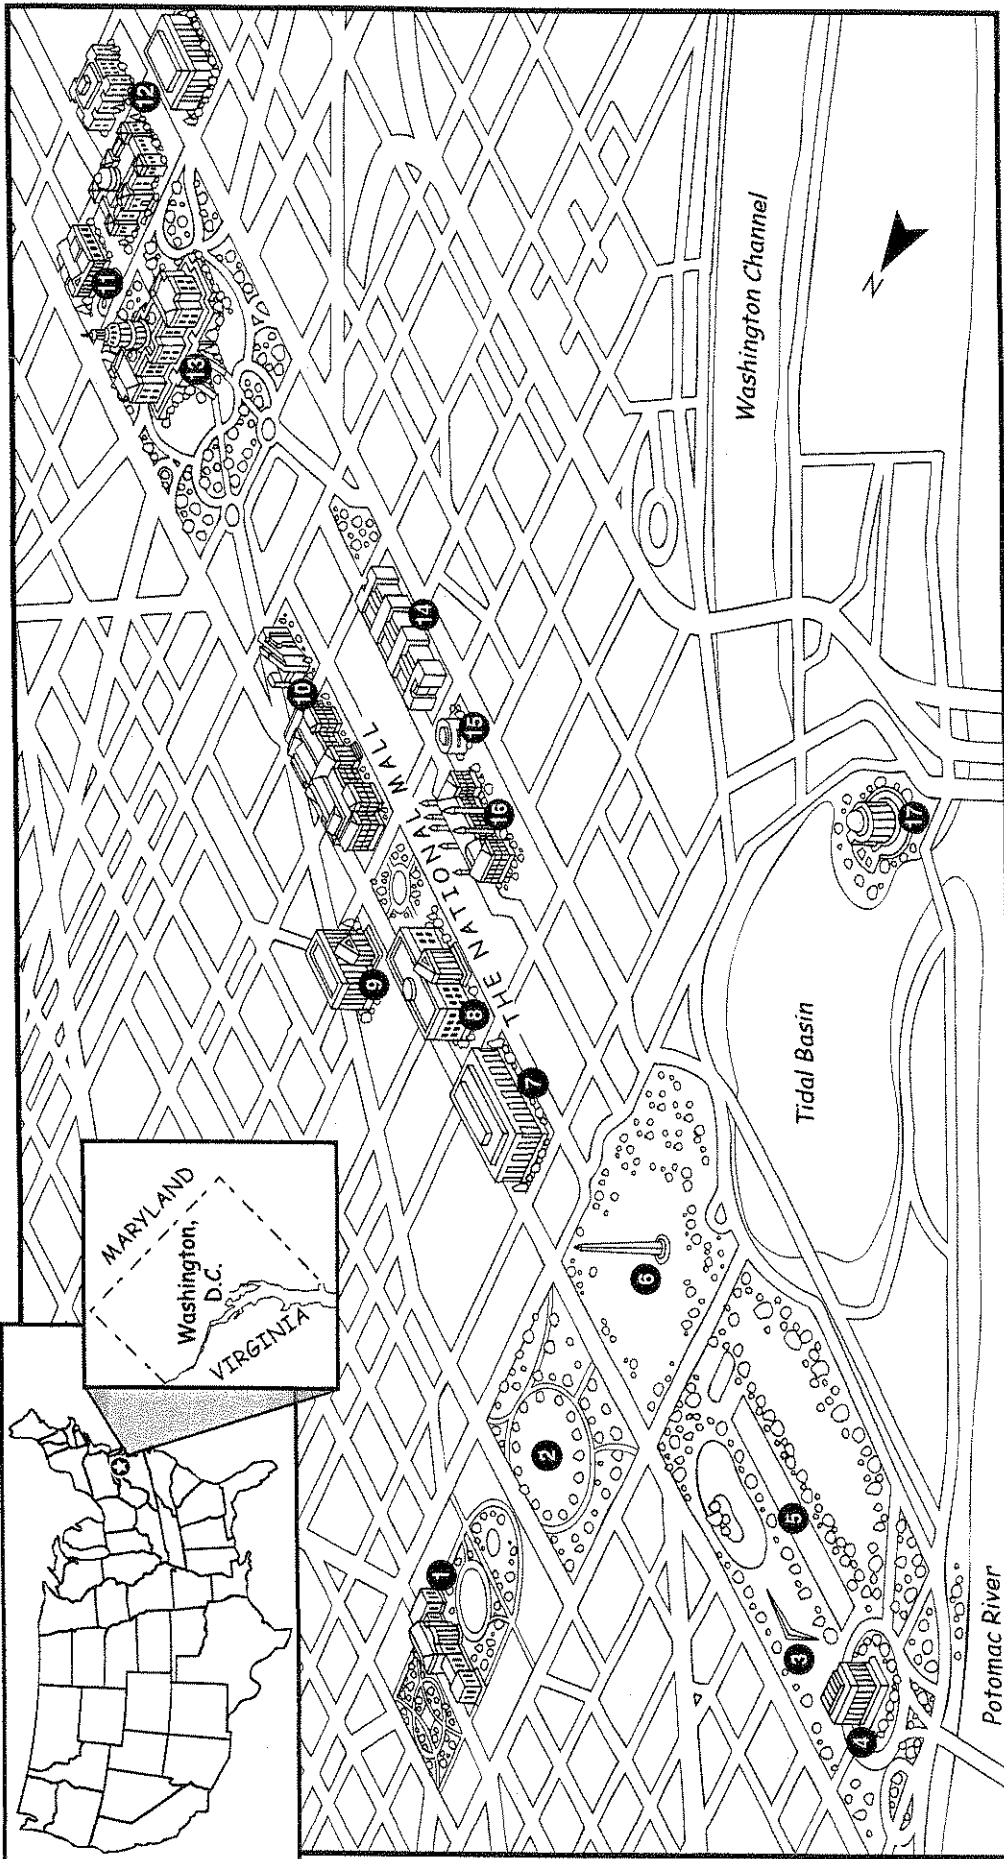 MARYLAND
Washington,
D.C.
VIRGINIA
1
2
3
4
5
6
7
8
9
10
11
12
13
14
15
16
17
THE NATIONAL MALL
Washington Channel
N
Tidal Basin
Potomac River